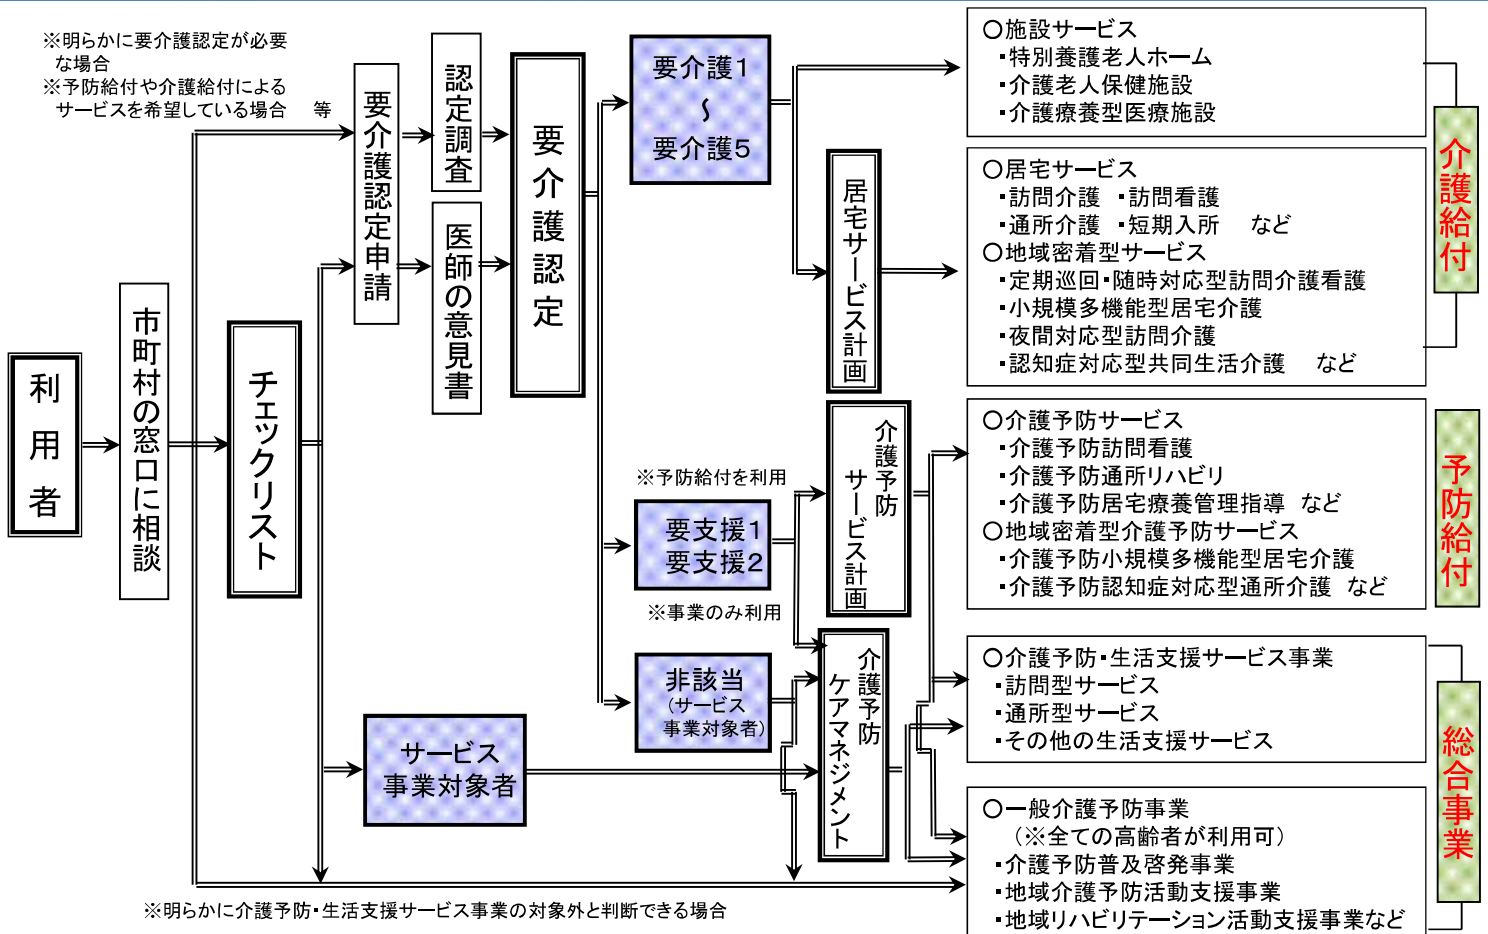 ※明らかに要介護認定が必要
な場合
※予防給付や介護給付による
サービスを希望している場合　等
利用者
市町村の窓口に相談
チェックリスト
要介護認定申請
認定調査
医師の意見書
要介護認定
要介護1
～
要介護5
※予防給付を利用
要支援1
要支援2
※事業のみ利用
非該当
(サービス
事業対象者)
サービス
事業対象者
居宅サービス計画
介護予防
サービス計画
介護予防
ケアマネジメント
○施設サービス
・特別養護老人ホーム
・介護老人保健施設
・介護療養型医療施設
○居宅サービス
・訪問介護　・訪問看護
・通所介護　・短期入所　など
○地域密着型サービス
・定期巡回・随時対応型訪問介護看護
・小規模多機能型居宅介護
・夜間対応型訪問介護
・認知症対応型共同生活介護　など
介護給付
○介護予防サービス
・介護予防訪問看護
・介護予防通所リハビリ
・介護予防居宅療養管理指導　など
○地域密着型介護予防サービス
・介護予防小規模多機能型居宅介護
・介護予防認知症対応型通所介護　など
予防給付
○介護予防・生活支援サービス事業
・訪問型サービス
・通所型サービス
・その他の生活支援サービス
○一般介護予防事業
（※全ての高齢者が利用可）
・介護予防普及啓発事業
・地域介護予防活動支援事業
・地域リハビリテーション活動支援事業など
総合事業
※明らかに介護予防・生活支援サービス事業の対象外と判断できる場合